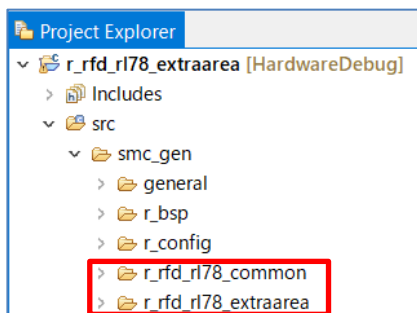 Project Explorer
r_rfd_rl78_extraarea [HardwareDebug]
Includes
src
smc_gen
general
r_bsp
r_config
r_rfd_rl78_common
r_rfd_rl78_extraarea